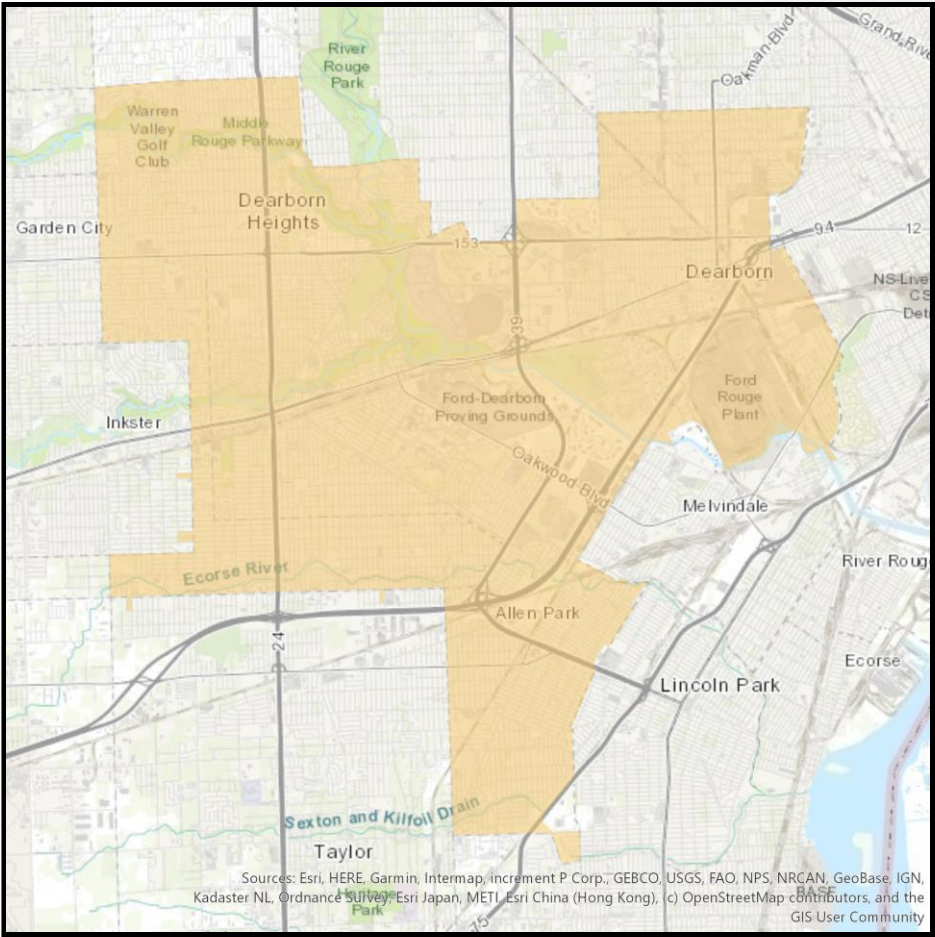 River
Rouge
Park
Oakman-Blvd
Warren
Valley
Golf
Club
Middle
Rouge Parkway
Dearborn
Heights
Garden City
153
94
12
Dearborn
39
Ford
Rouge
Plant
Ford-Dearborn
Proving Grounds
Inkster
Oakwood-Blvd
Melvindale
Ecorse River
Allen Park
24
Ecorse
Lincoln Park
Sexton and Kilfoil Drain
Taylor
Sources: Esri, HERE, Garmin, Intermap, increment P Corp., GEBCO, USGS, FAO, NPS, NRCAN, GeoBase, IGN,
Kadaster NL, Ordnance Survey, Esri Japan, METI, Esri China (Hong Kong), (c) OpenStreetMap contributors, and the
GIS User Community
Heritage
Park
BASE
75